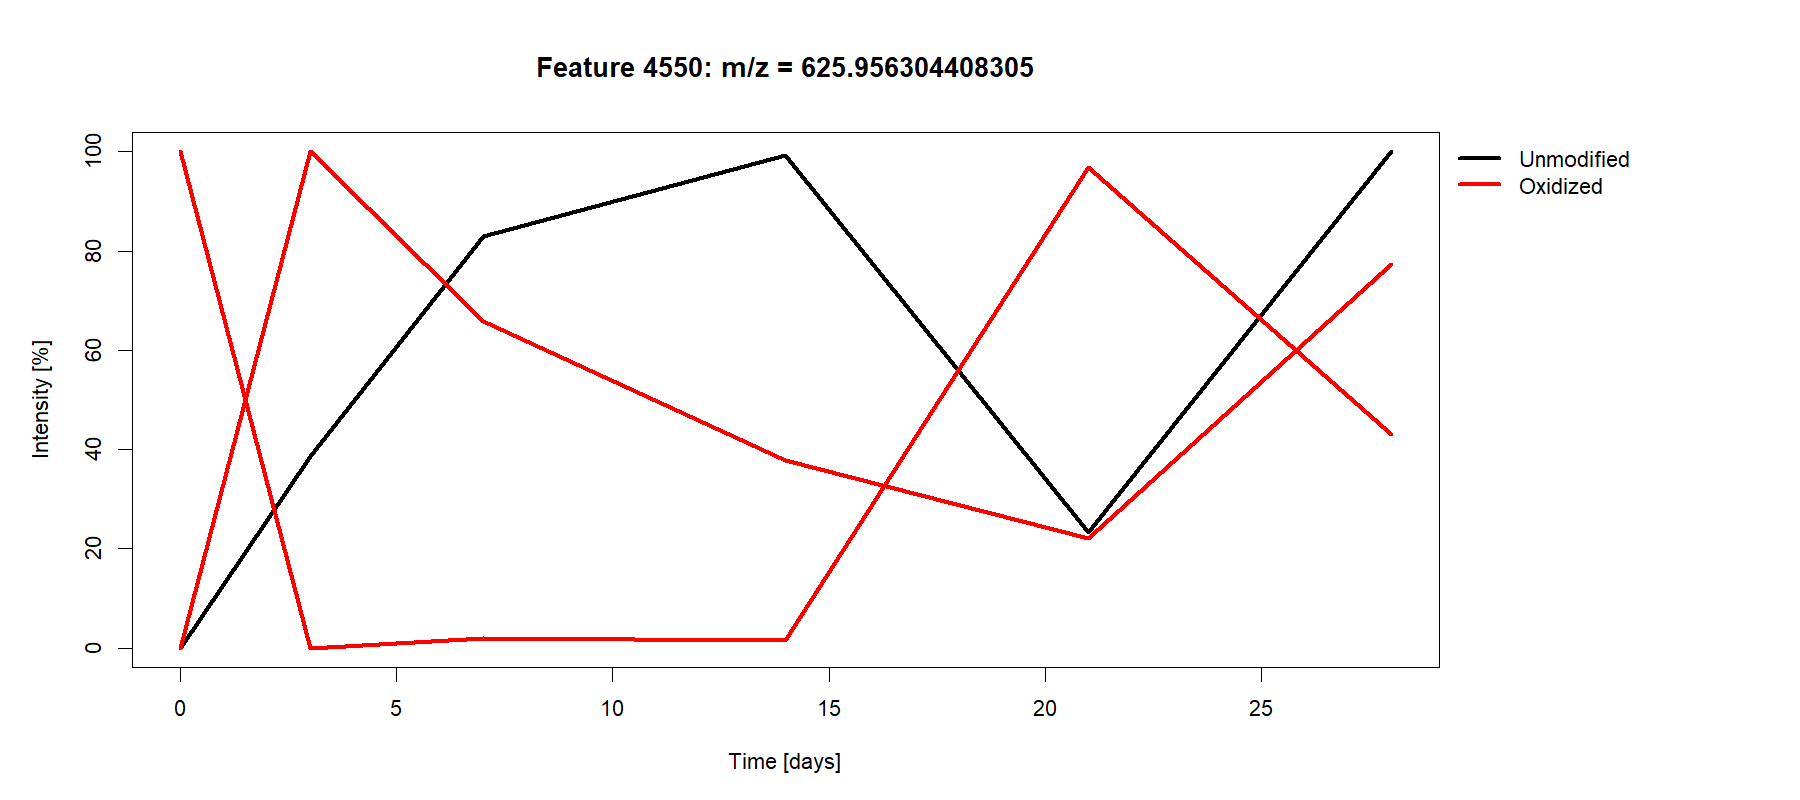 Feature 4550: m/z = 625.956304408305
Unmodified
Oxidized
Intensity [%]
100
80
60
40
20
0
0 5 10 15 20 25
Time [days]